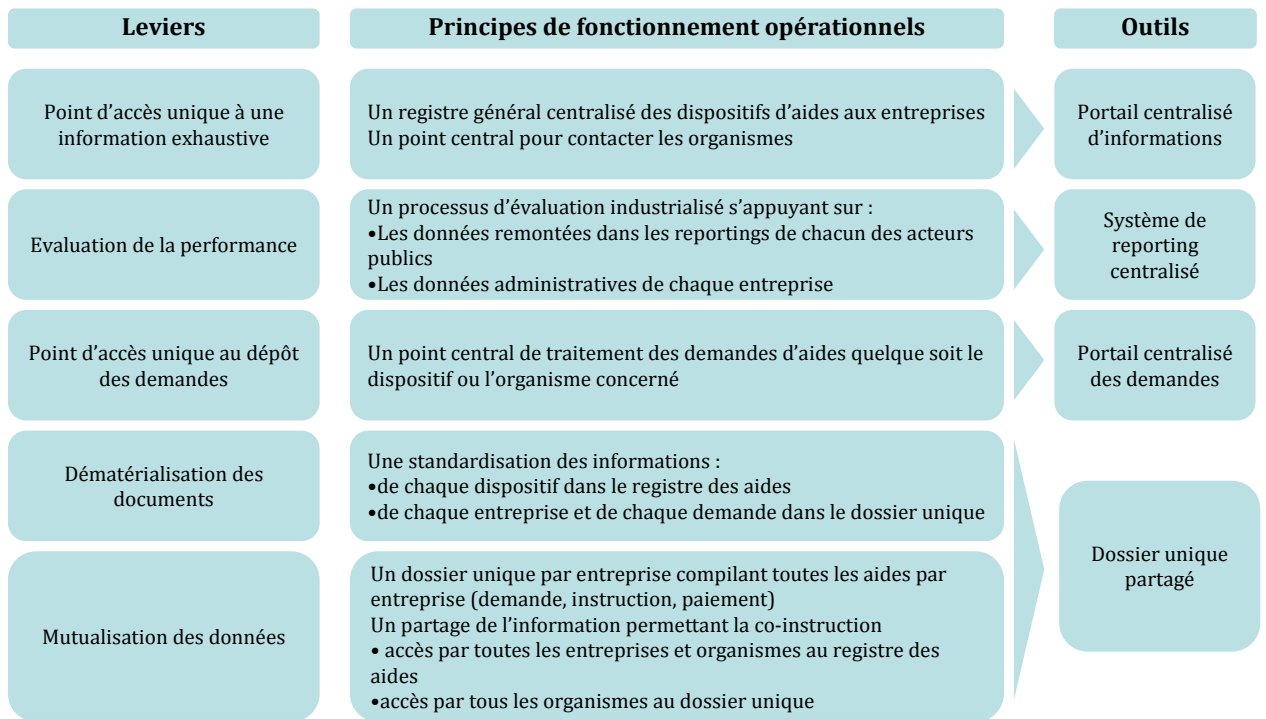 Leviers
Principes de fonctionnement opérationnels
Outils
Point d’accès unique à une
information exhaustive
Un registre général centralisé des dispositifs d’aides aux entreprises
Un point central pour contacter les organismes
Portail centralisé
d’informations
Evaluation de la performance
Un processus d’évaluation industrialisé s’appuyant sur :
•Les données remontées dans les reportings de chacun des acteurs
publics
•Les données administratives de chaque entreprise
Système de
reporting
centralisé
Point d’accès unique au dépôt
des demandes
Un point central de traitement des demandes d’aides quelque soit le
dispositif ou l’organisme concerné
Portail centralisé
des demandes
Dématérialisation des
documents
Une standardisation des informations :
•de chaque dispositif dans le registre des aides
•de chaque entreprise et de chaque demande dans le dossier unique
Mutualisation des données
Un dossier unique par entreprise compilant toutes les aides par
entreprise (demande, instruction, paiement)
Un partage de l’information permettant la co-instruction
• accès par toutes les entreprises et organismes au registre des
aides
•accès par tous les organismes au dossier unique
Dossier unique
partagé